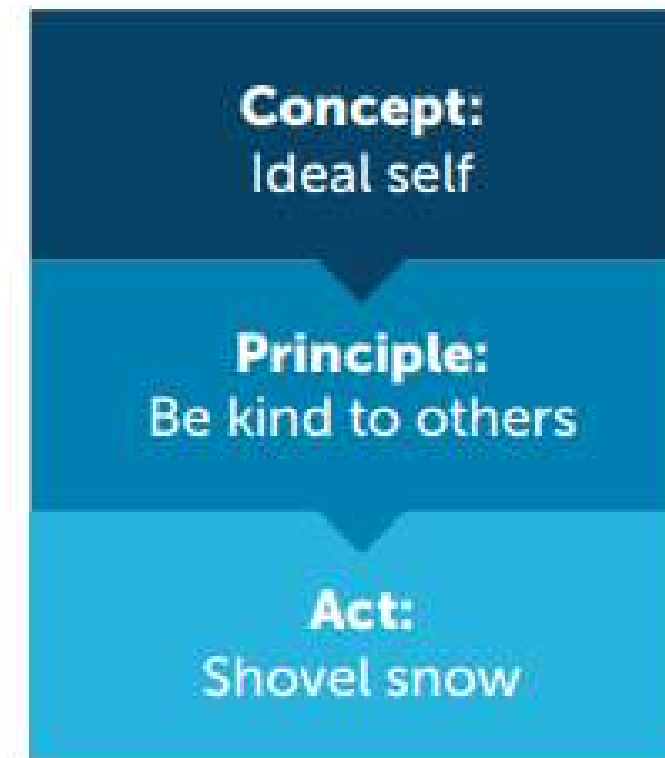 Concept:
Ideal self
Principle:
Be kind to others
Act:
Shovel snow